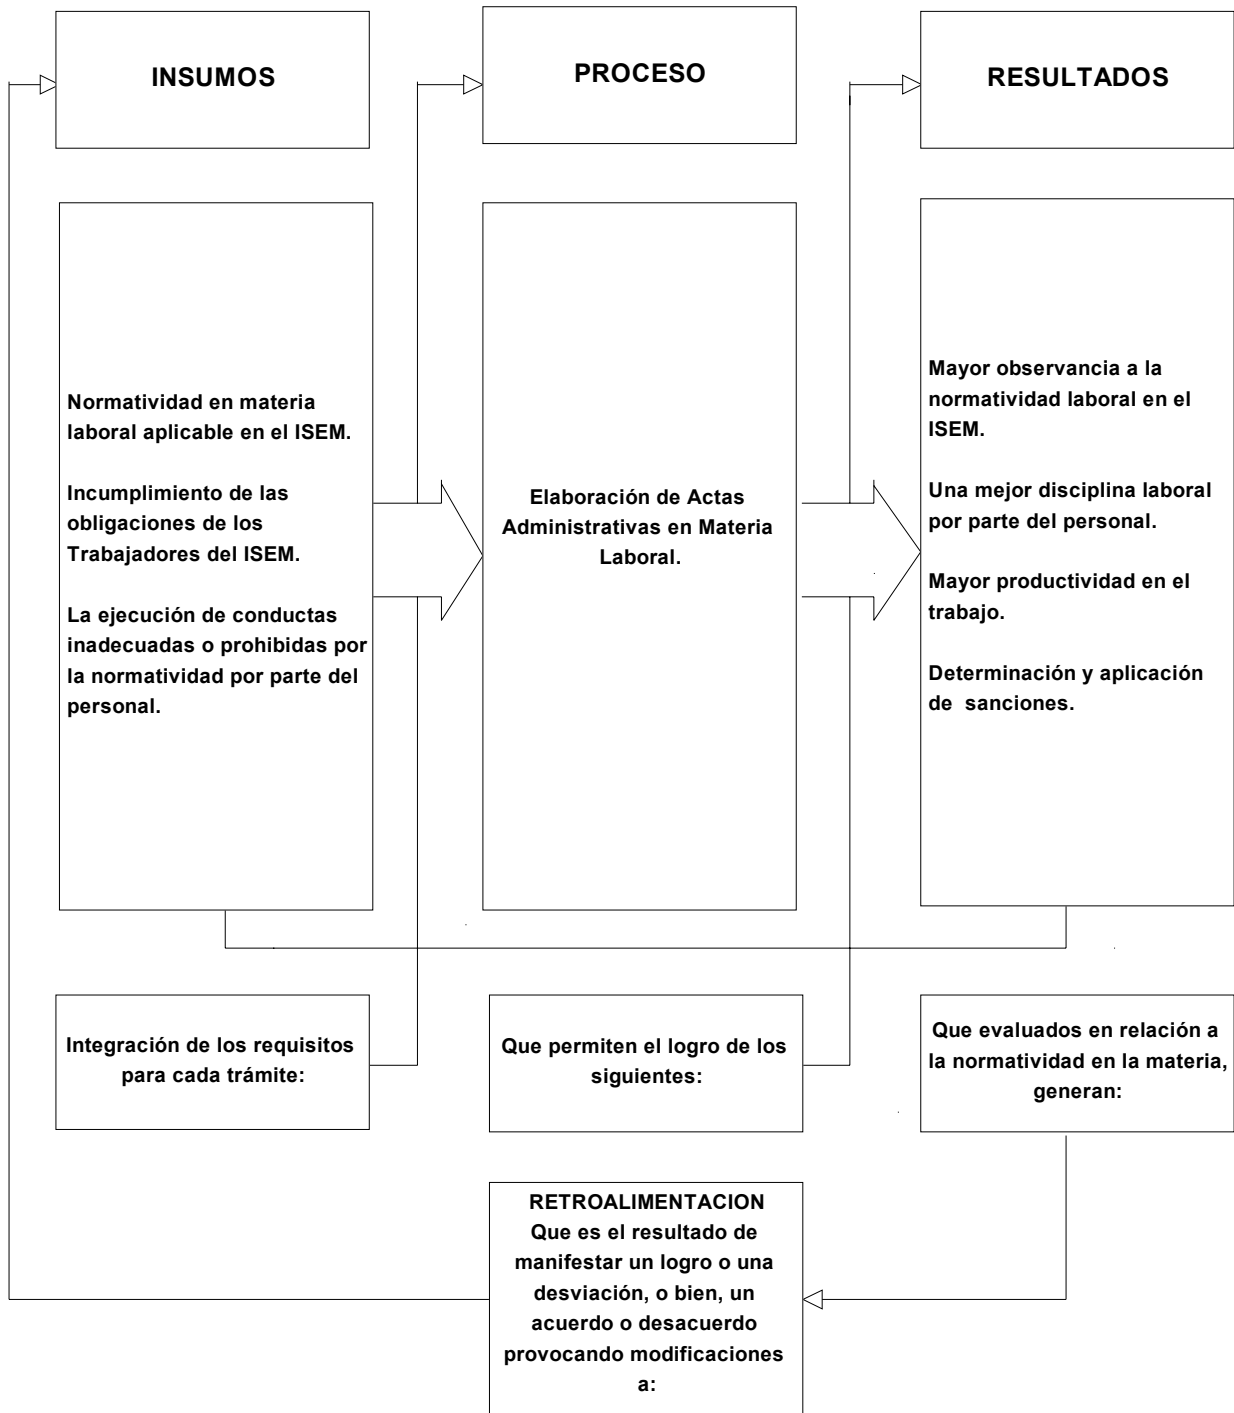 INSUMOS
PROCESO
RESULTADOS
Normatividad en materia
laboral aplicable en el ISEM.
Incumplimiento de las
obligaciones de los
Trabajadores del ISEM.
La ejecución de conductas
inadecuadas o prohibidas por
la normatividad por parte del
personal.
Elaboración de Actas
Administrativas en Materia
Laboral.
Mayor observancia a la
normatividad laboral en el
ISEM.
Una mejor disciplina laboral
por parte del personal.
Mayor productividad en el
trabajo.
Determinación y aplicación
de sanciones.
Integración de los requisitos
para cada trámite:
Que permiten el logro de los
siguientes:
Que evaluados en relación a
la normatividad en la materia,
generan:
RETROALIMENTACION
Que es el resultado de
manifestar un logro o una
desviación, o bien, un
acuerdo o desacuerdo
provocando modificaciones
a: